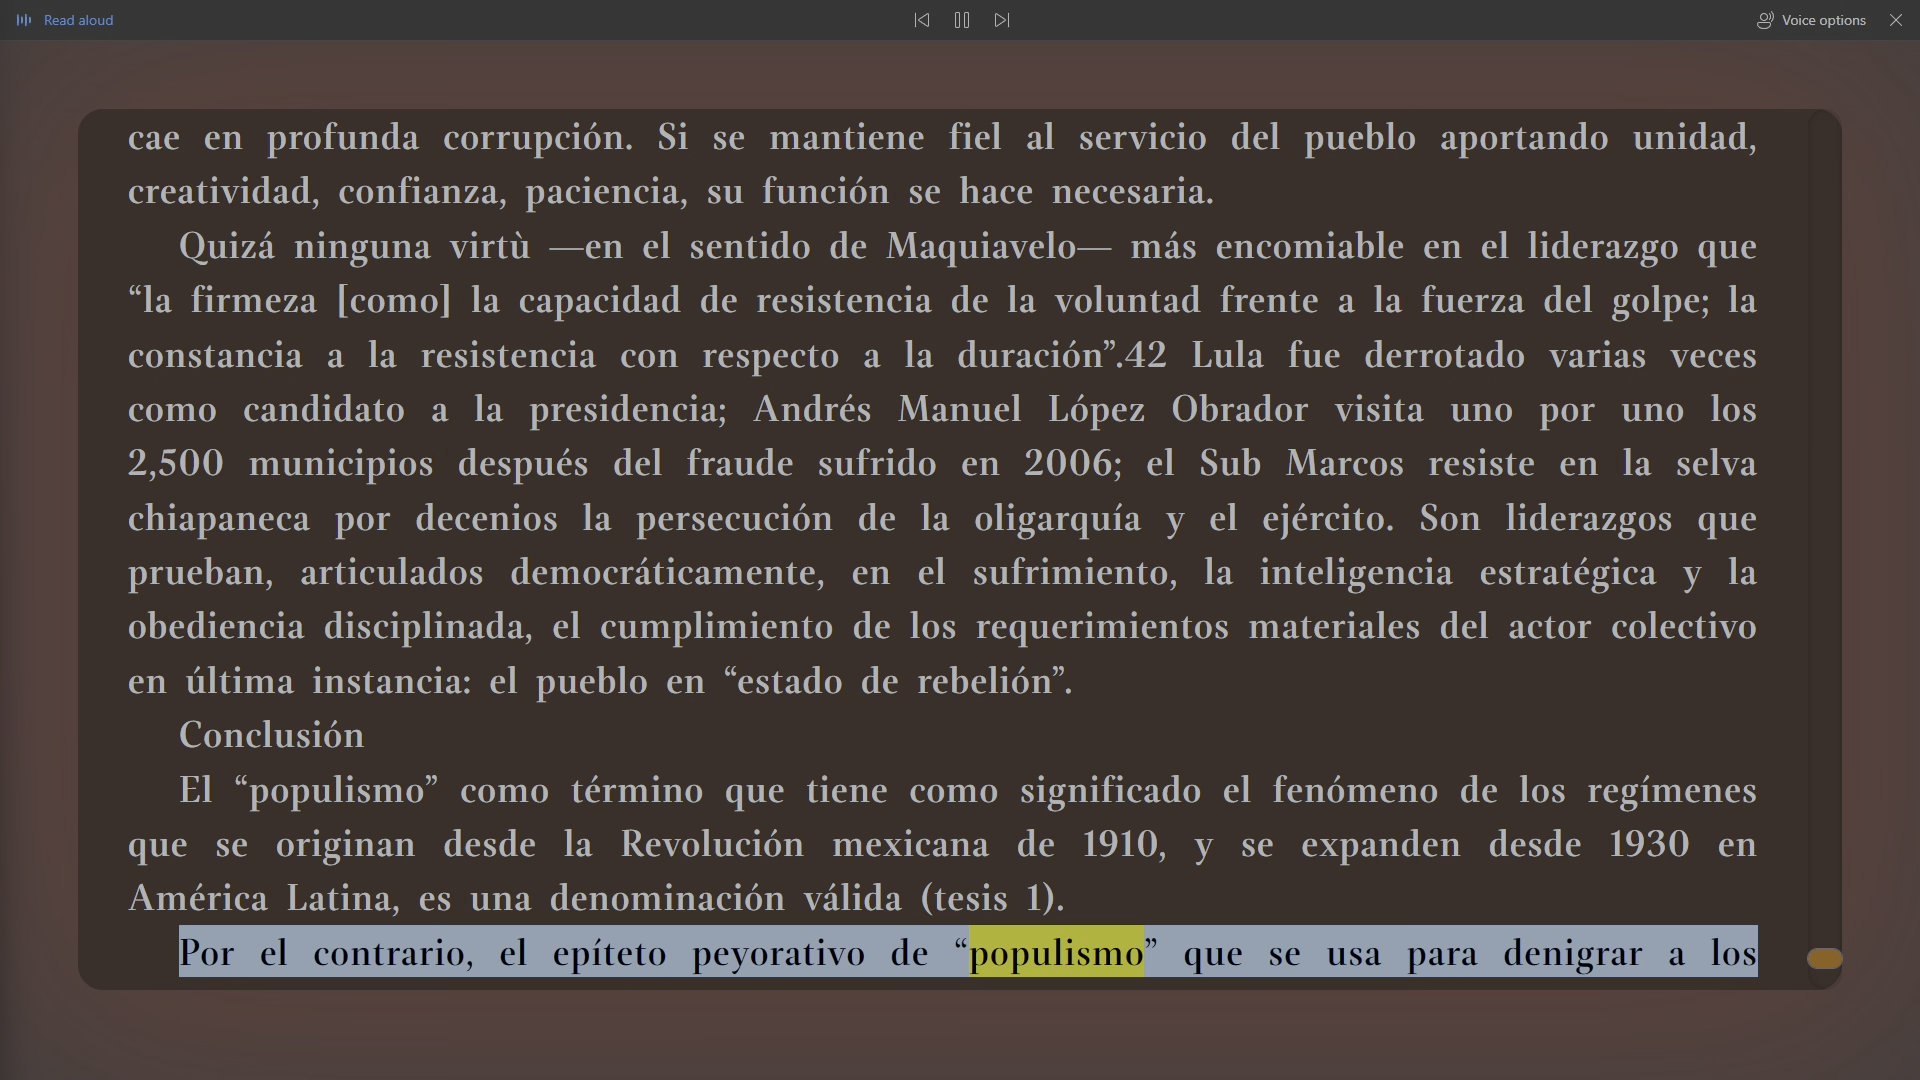 Read aloud
Voice options
cae en profunda corrupción. Si se mantiene fiel al servicio del pueblo aportando unidad,
creatividad, confianza, paciencia, su función se hace necesaria.
Quizá ninguna virtù —en el sentido de Maquiavelo— más encomiable en el liderazgo que
“la firmeza [como] la capacidad de resistencia de la voluntad frente a la fuerza del golpe; la
constancia a la resistencia con respecto a la duración”.42 Lula fue derrotado varias veces
como candidato a la presidencia; Andrés Manuel López Obrador visita uno por uno los
2,500 municipios después del fraude sufrido en 2006; el Sub Marcos resiste en la selva
chiapaneca por decenios la persecución de la oligarquía y el ejército. Son liderazgos que
prueban, articulados democráticamente, en el sufrimiento, la inteligencia estratégica y la
obediencia disciplinada, el cumplimiento de los requerimientos materiales del actor colectivo
en última instancia: el pueblo en “estado de rebelión”.
Conclusión
El “populismo” como término que tiene como significado el fenómeno de los regímenes
que se originan desde la Revolución mexicana de 1910, y se expanden desde 1930 en
América Latina, es una denominación válida (tesis 1).
Por el contrario, el epíteto peyorativo de “populismo” que se usa para denigrar a los